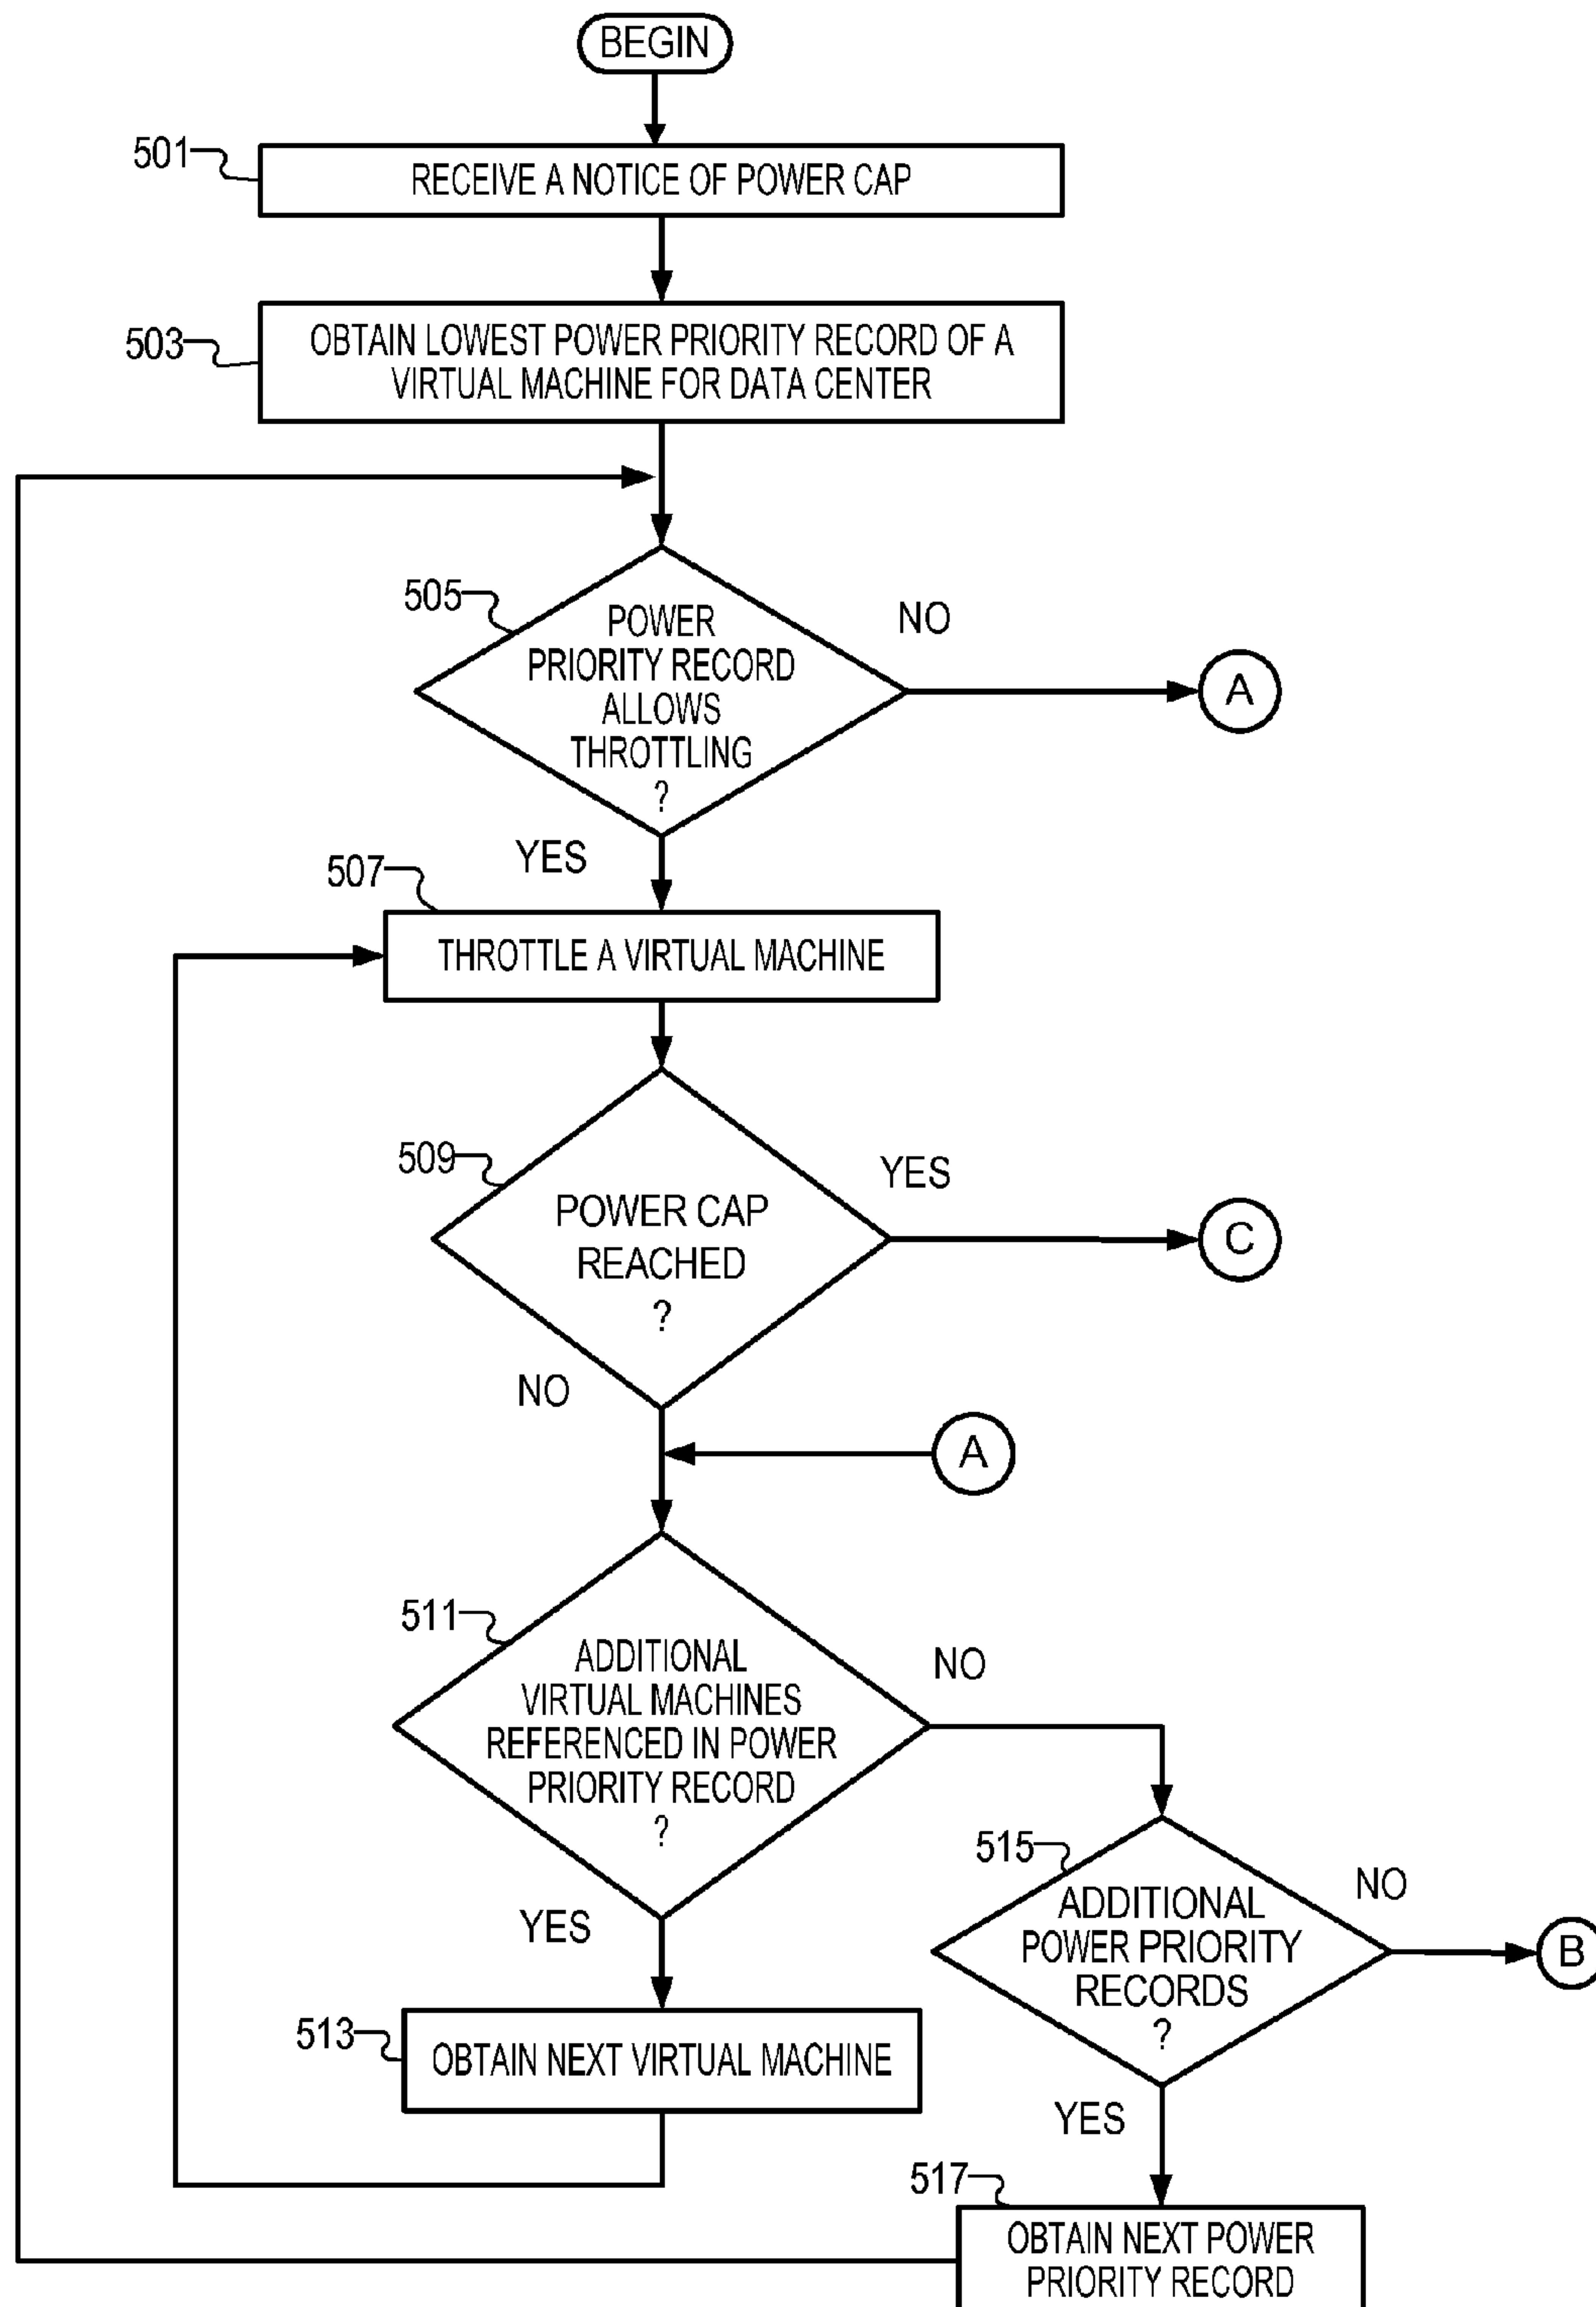 BEGIN
501
RECEIVE A NOTICE OF POWER CAP
503
OBTAIN LOWEST POWER PRIORITY RECORD OF A
VIRTUAL MACHINE FOR DATA CENTER
505
POWER
PRIORITY RECORD
ALLOWS
THROTTLING
?
NO
A
YES
507
THROTTLE A VIRTUAL MACHINE
509
POWER CAP
REACHED
?
YES
C
NO
A
511
ADDITIONAL
VIRTUAL MACHINES
REFERENCED IN POWER
PRIORITY RECORD
?
NO
YES
513
OBTAIN NEXT VIRTUAL MACHINE
515
ADDITIONAL
POWER PRIORITY
RECORDS
?
NO
B
YES
517
OBTAIN NEXT POWER
PRIORITY RECORD